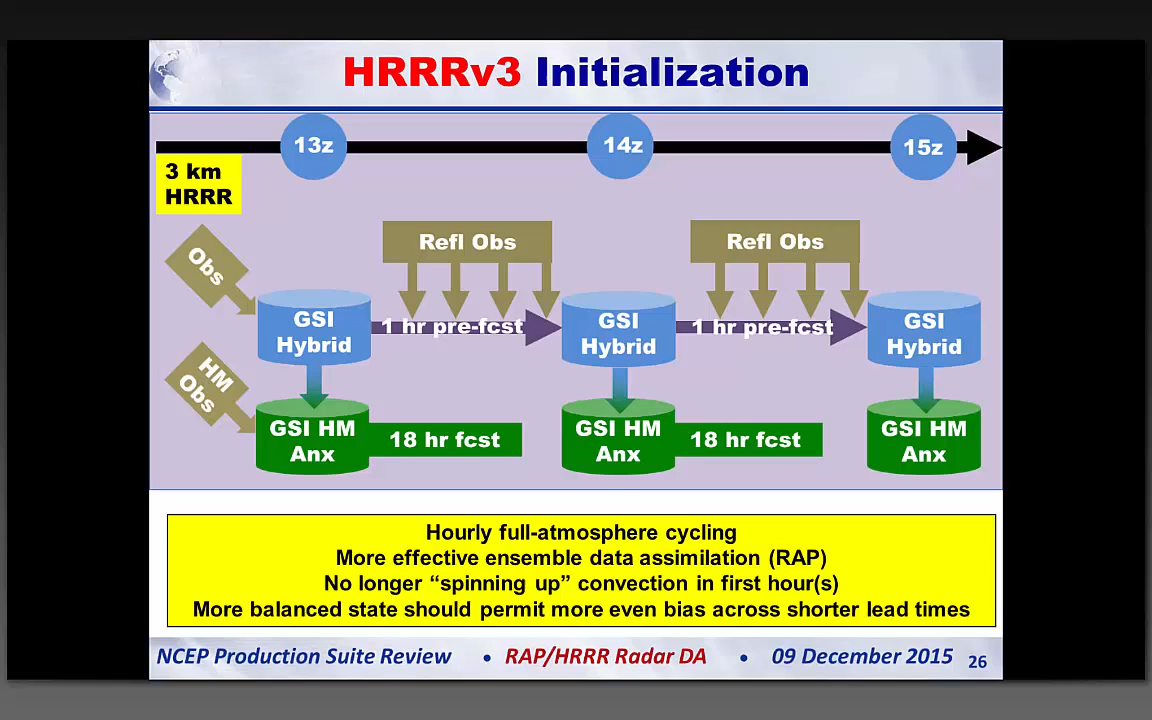 HRRRv3 Initialization
13z
14z
15z
3 km
HRRR
Refl Obs
Refl Obs
Obs
GSI
Hybrid
1 hr pre-fcst
GSI
Hybrid
1 hr pre-fcst
GSI
Hybrid
HM
Obs
GSI HM
Anx
18 hr fcst
GSI HM
Anx
18 hr fcst
GSI HM
Anx
Hourly full-atmosphere cycling
More effective ensemble data assimilation (RAP)
No longer “spinning up” convection in first hour(s)
More balanced state should permit more even bias across shorter lead times
NCEP Production Suite Review • RAP/HRRR Radar DA • 09 December 2015 26